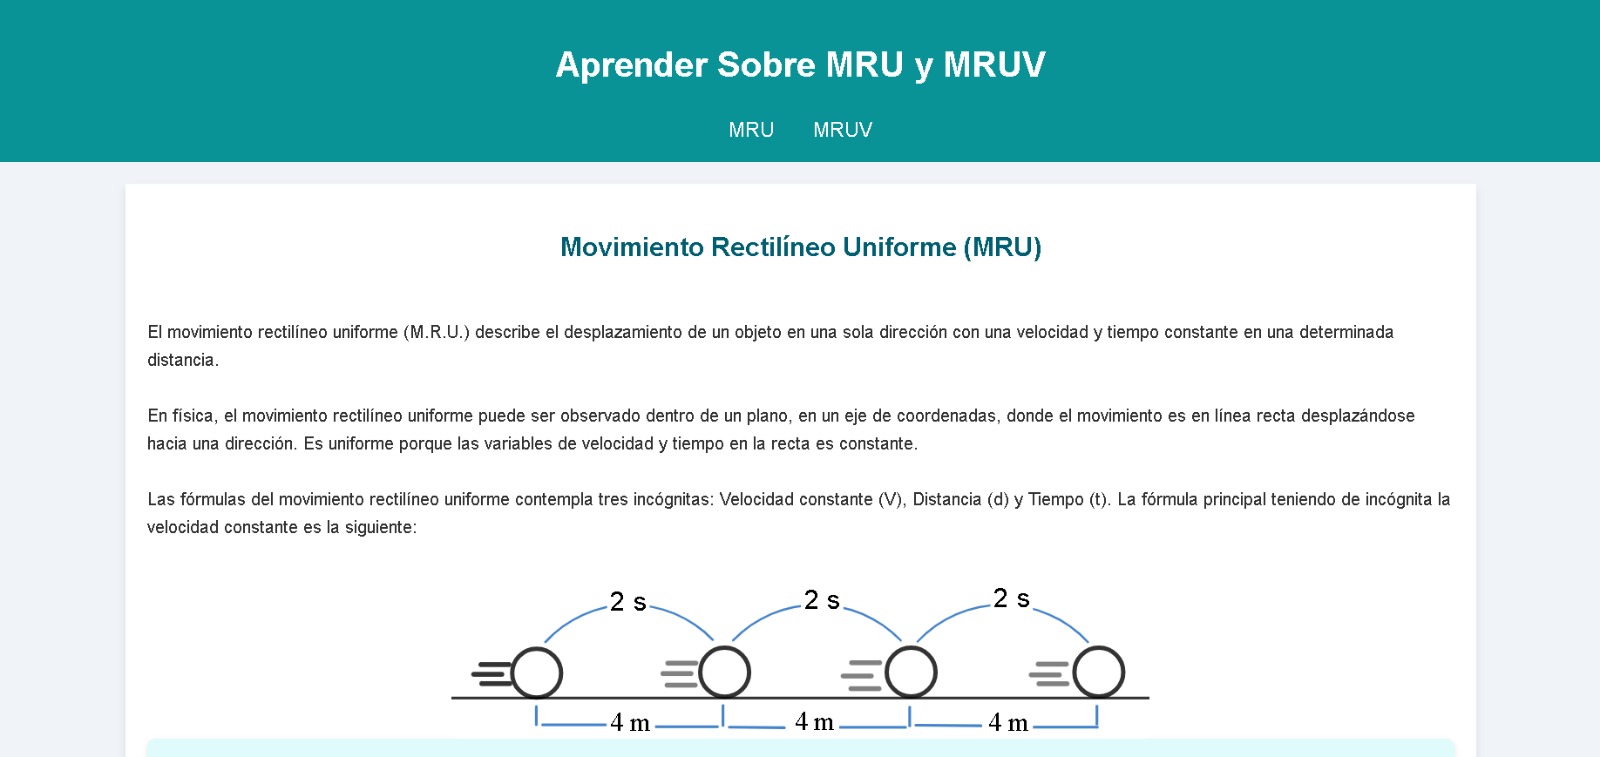 Aprender Sobre MRU y MRUV
MRU MRUV
Movimiento Rectilíneo Uniforme (MRU)
El movimiento rectilíneo uniforme (M.R.U.) describe el desplazamiento de un objeto en una sola dirección con una velocidad y tiempo constante en una determinada
distancia.
En física, el movimiento rectilíneo uniforme puede ser observado dentro de un plano, en un eje de coordenadas, donde el movimiento es en línea recta desplazándose
hacia una dirección. Es uniforme porque las variables de velocidad y tiempo en la recta es constante.
Las fórmulas del movimiento rectilíneo uniforme contempla tres incógnitas: Velocidad constante (V), Distancia (d) y Tiempo (t). La fórmula principal teniendo de incógnita la
velocidad constante es la siguiente:
2 s 2 s 2 s
4 m 4 m 4 m